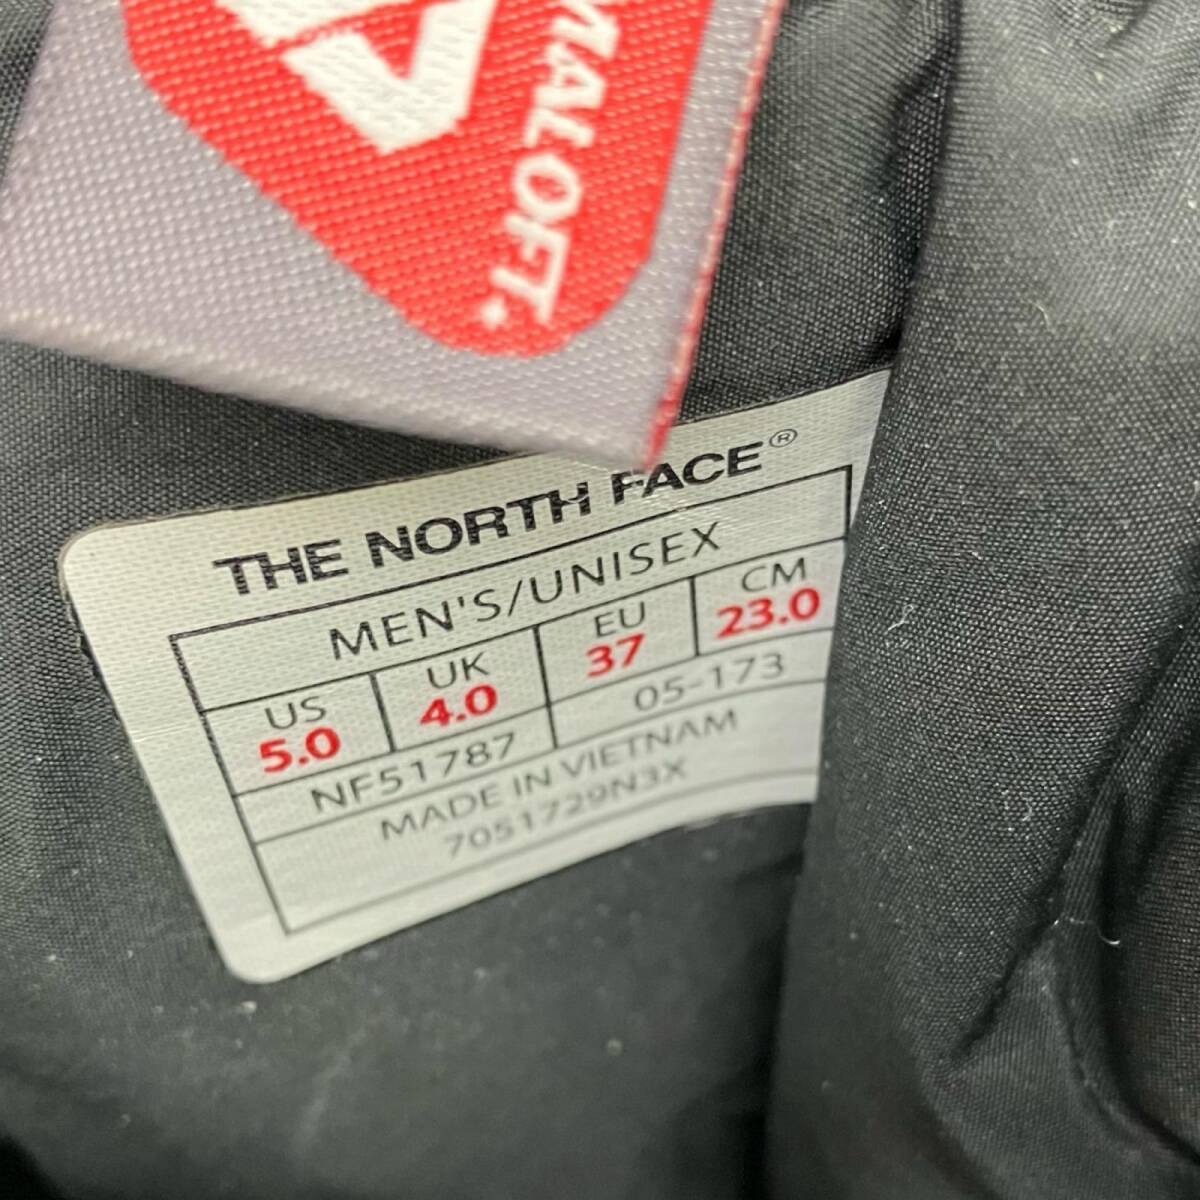 MALOFT.
THE NORTH FACE®
MEN'S/UNISEX
US UK EU CM
5.0 4.0 37 23.0
NF51787 05-173
MADE IN VIETNAM
7051729N3X